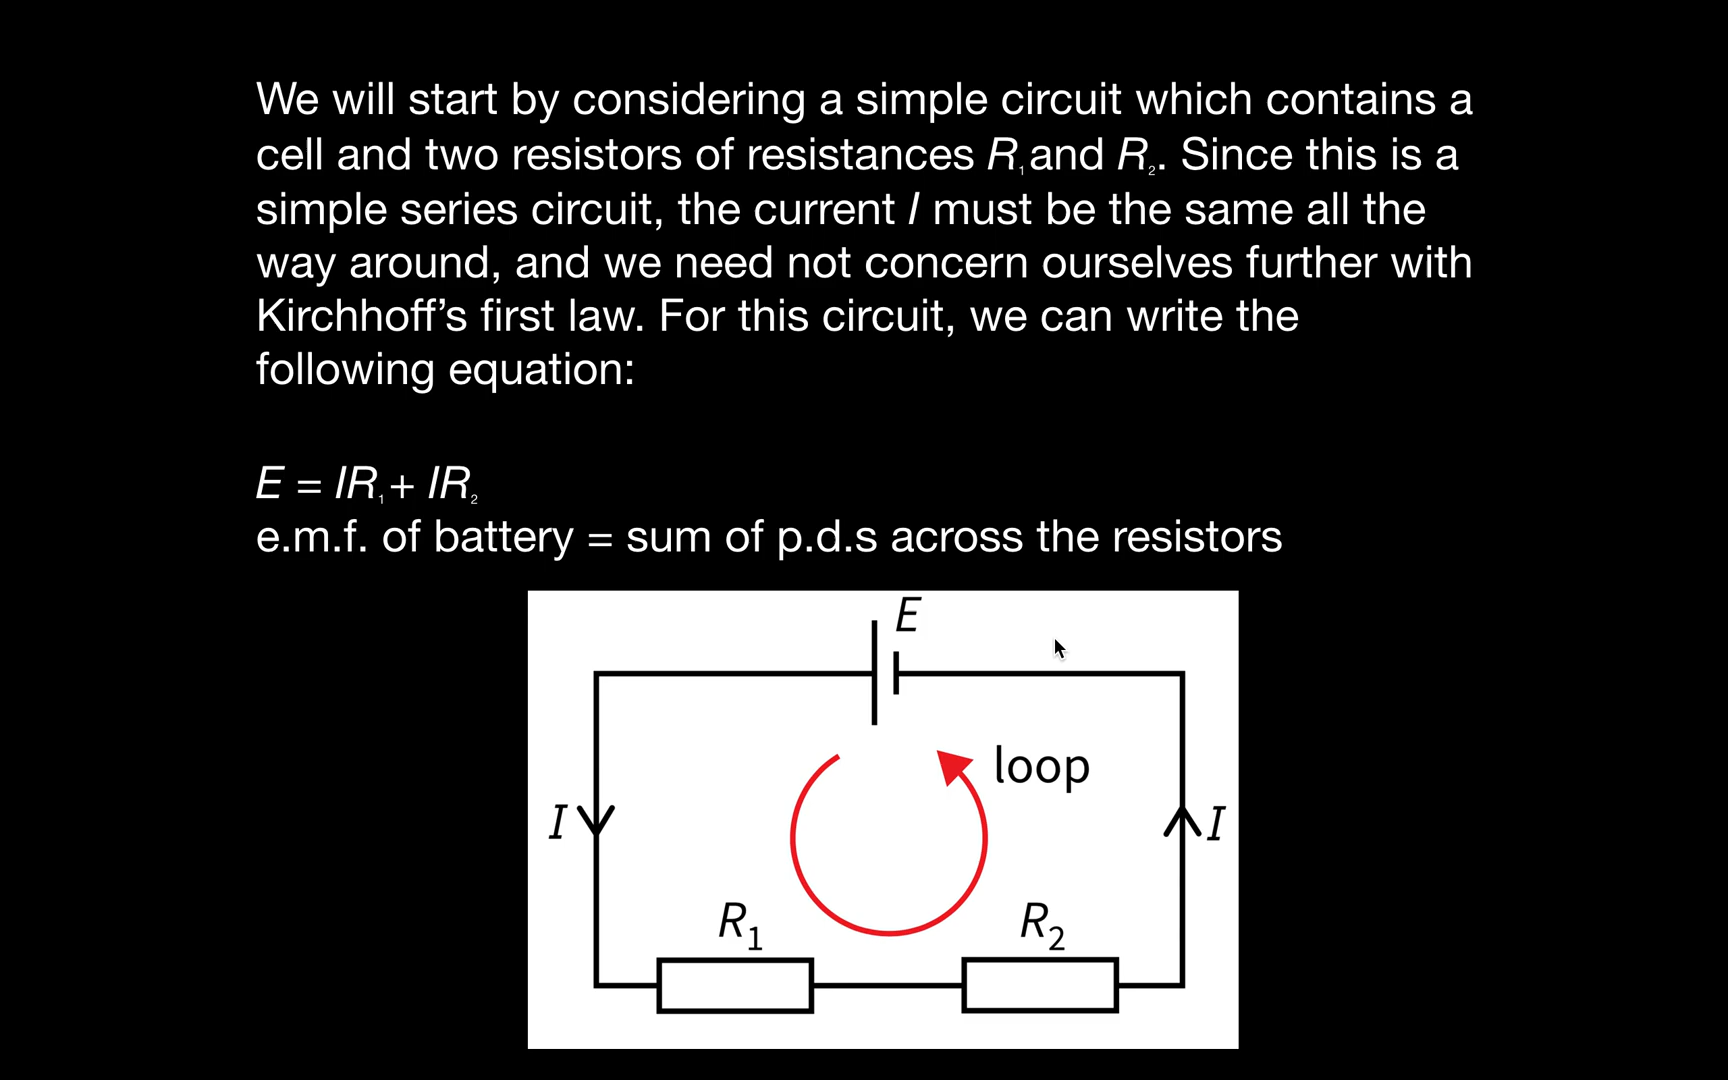 We will start by considering a simple circuit which contains a
cell and two resistors of resistances R₁ and R₂. Since this is a
simple series circuit, the current I must be the same all the
way around, and we need not concern ourselves further with
Kirchhoff’s first law. For this circuit, we can write the
following equation:
E = IR₁ + IR₂
e.m.f. of battery = sum of p.d.s across the resistors
E
loop
I
I
R₁
R₂